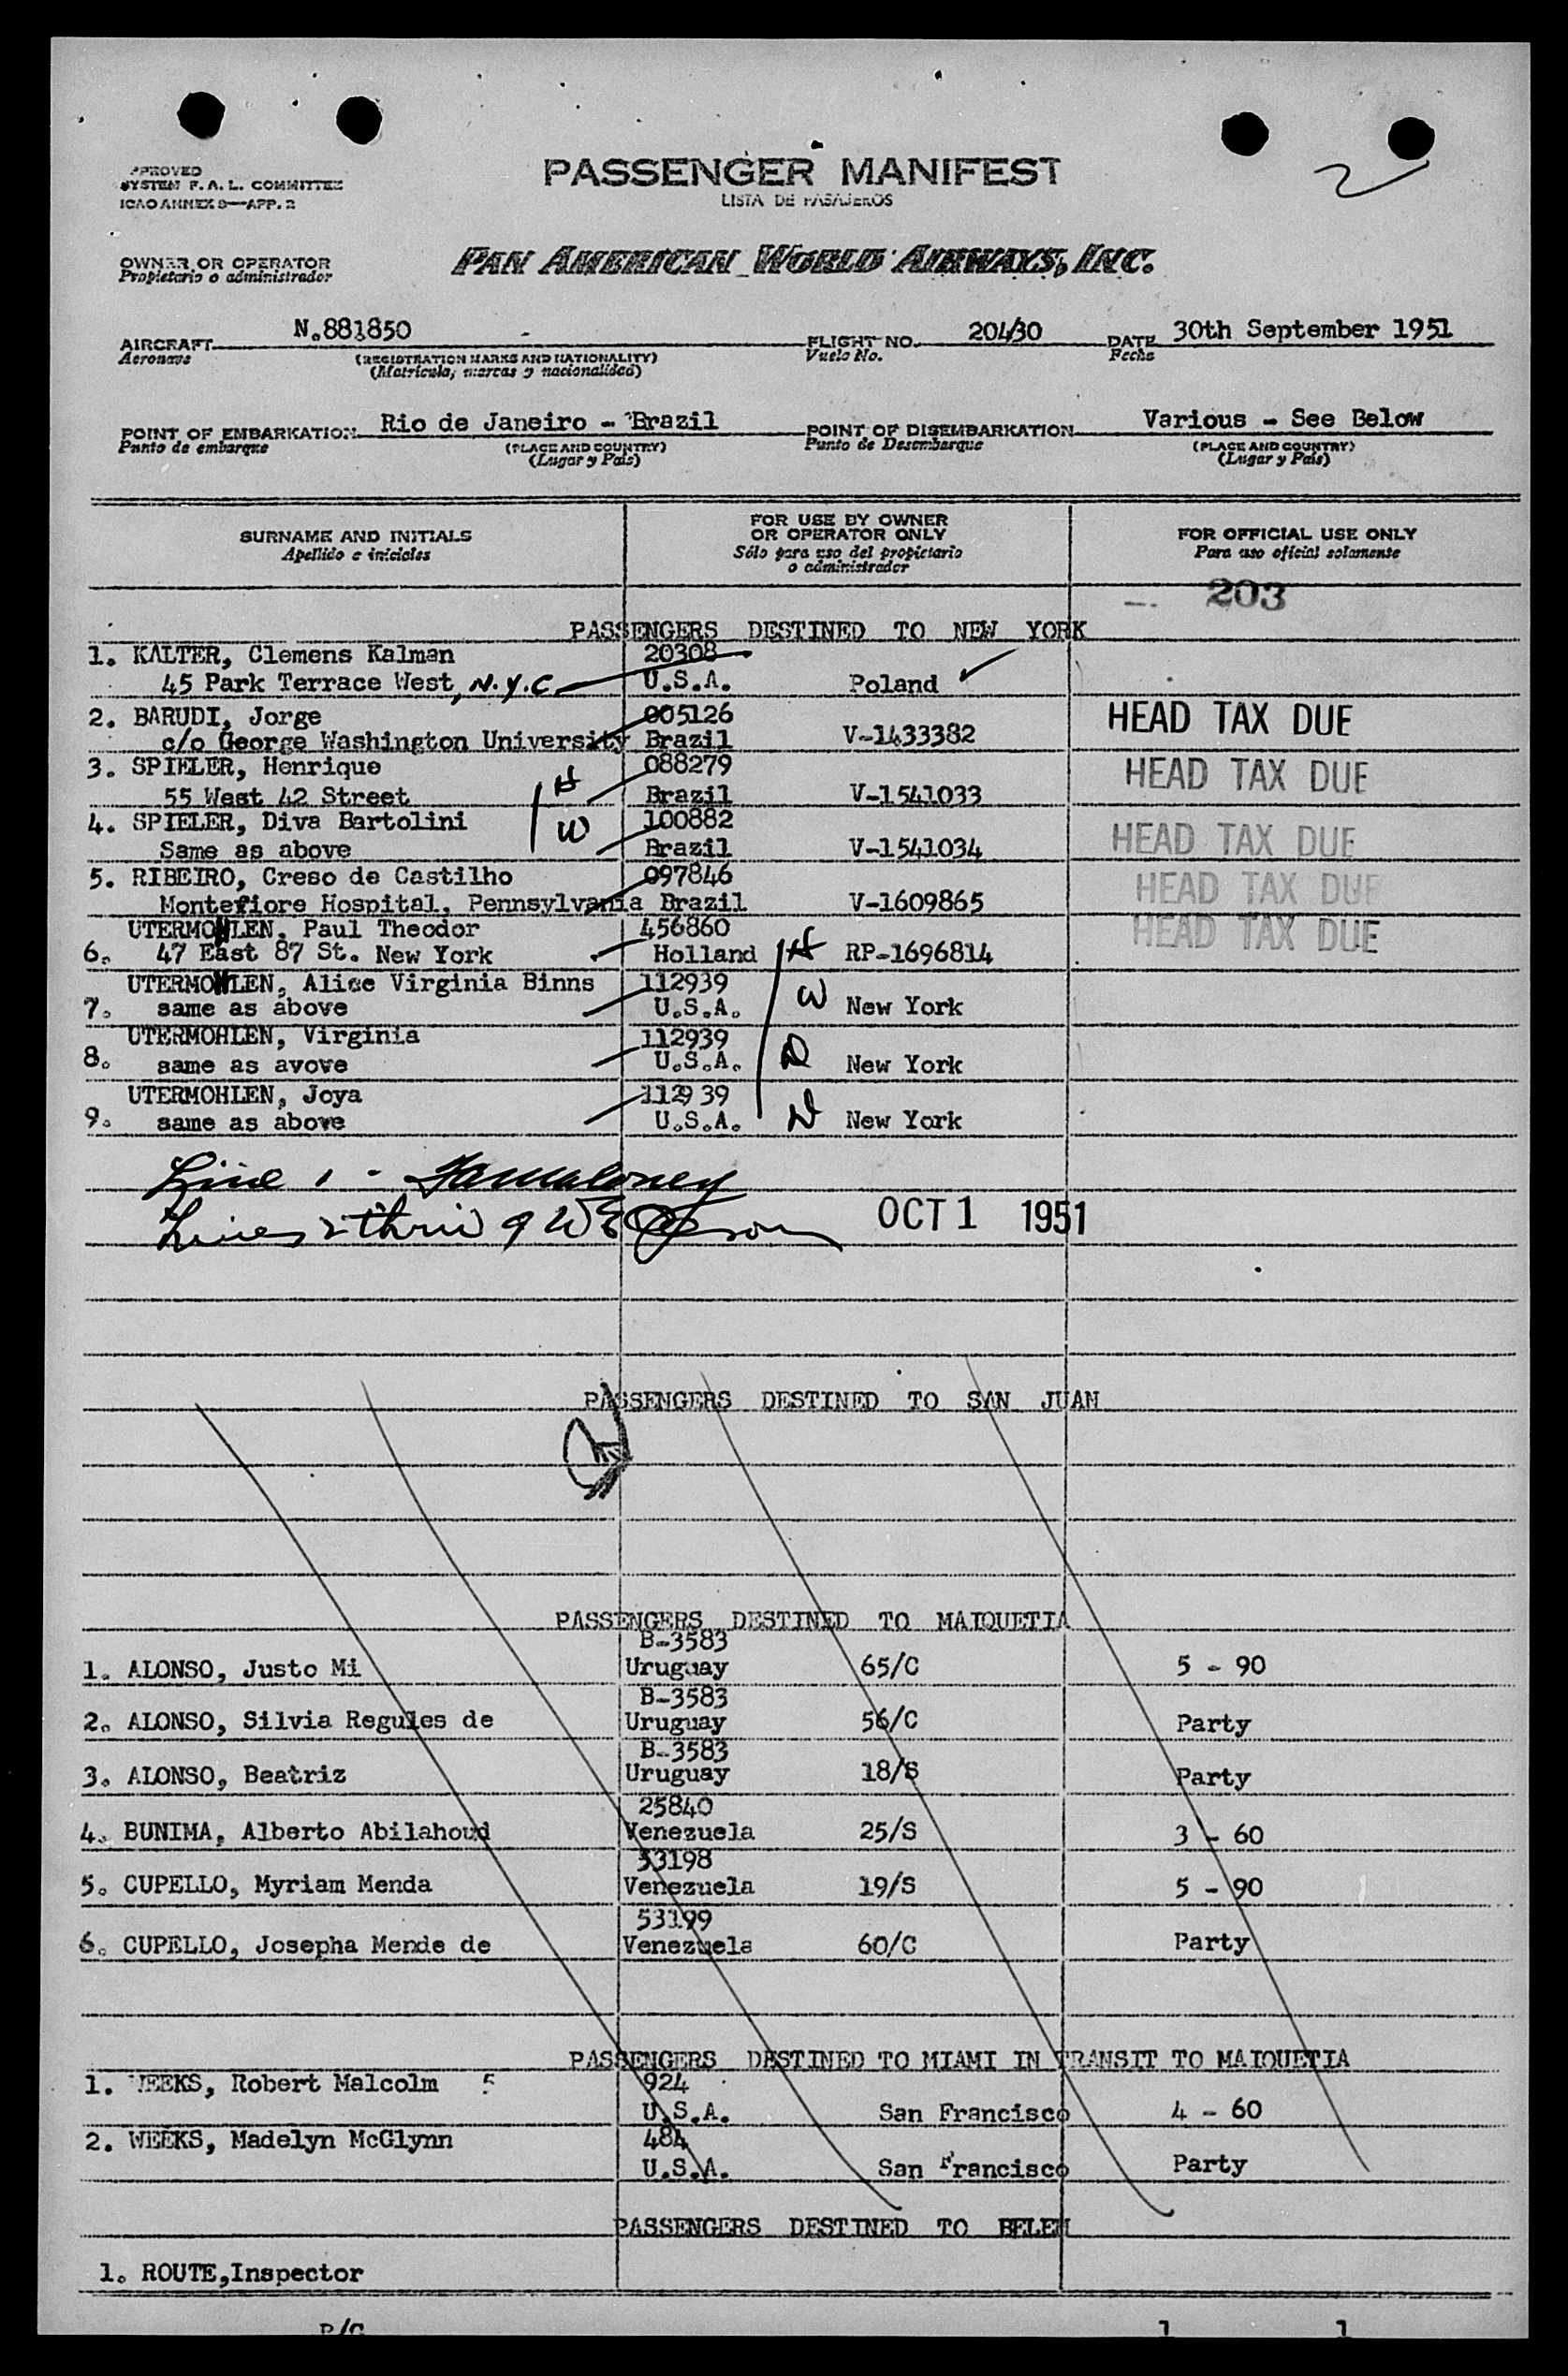 APPROVED
SYSTEM F. A. L. COMMITTEE
ICAO ANNEX 9—APP. 2
PASSENGER MANIFEST
LISTA DE PASAJEROS
2
OWNER OR OPERATOR
Propietario o administrador
PAN AMERICAN WORLD AIRWAYS, INC.
AIRCRAFT N.881850 - FLIGHT NO. 204/30 DATE 30th September 1951
Aeronave (REGISTRATION MARKS AND NATIONALITY) Vuelo No. Fecha
(Matricula, marcas y nacionalidad)
POINT OF EMBARKATION Rio de Janeiro - Brazil POINT OF DISEMBARKATION Various - See Below
Punto de embarque (PLACE AND COUNTRY) Punto de Desembarque (PLACE AND COUNTRY)
(Lugar y País) (Lugar y País)
SURNAME AND INITIALS
Apellido e iniciales
FOR USE BY OWNER
OR OPERATOR ONLY
Sólo para uso del propietario
o administrador
FOR OFFICIAL USE ONLY
Para uso oficial solamente
203
PASSENGERS DESTINED TO NEW YORK
1. KALTER, Clemens Kalman 20308
45 Park Terrace West, N.Y.C. U.S.A. Poland
2. BARUDI, Jorge 005126 HEAD TAX DUE
c/o George Washington University Brazil V-1433382
3. SPIELER, Henrique H 088279 HEAD TAX DUE
55 West 42 Street Brazil V-1541033
4. SPIELER, Diva Bartolini W 100882 HEAD TAX DUE
Same as above Brazil V-1541034
5. RIBEIRO, Creso de Castilho 097846 HEAD TAX DUE
Montefiore Hospital, Pennsylvania Brazil V-1609865
UTERMOHLEN, Paul Theodor 456860 HEAD TAX DUE
6. 47 East 87 St. New York Holland H RP-1696814
UTERMOHLEN, Alice Virginia Binns 112939
7. same as above U.S.A. W New York
UTERMOHLEN, Virginia 112939
8. same as avove U.S.A. D New York
UTERMOHLEN, Joya 112939
9. same as above U.S.A. D New York
Line 1 -
Lines 2 thru 9 OCT 1 1951
PASSENGERS DESTINED TO SAN JUAN
PASSENGERS DESTINED TO MAIQUETIA
B-3583
1. ALONSO, Justo Mi Uruguay 65/C 5 - 90
B-3583
2. ALONSO, Silvia Regules de Uruguay 56/C Party
B-3583
3. ALONSO, Beatriz Uruguay 18/S Party
25840
4. BUNIMA, Alberto Abilahoud Venezuela 25/S 3 - 60
53198
5. CUPELLO, Myriam Menda Venezuela 19/S 5 - 90
53199
6. CUPELLO, Josepha Mende de Venezuela 60/C Party
PASSENGERS DESTINED TO MIAMI IN TRANSIT TO MAIQUETIA
1. WEEKS, Robert Malcolm 5 924
U.S.A. San Francisco 4 - 60
2. WEEKS, Madelyn McGlynn 484
U.S.A. San Francisco Party
PASSENGERS DESTINED TO BELEM
1. ROUTE,Inspector